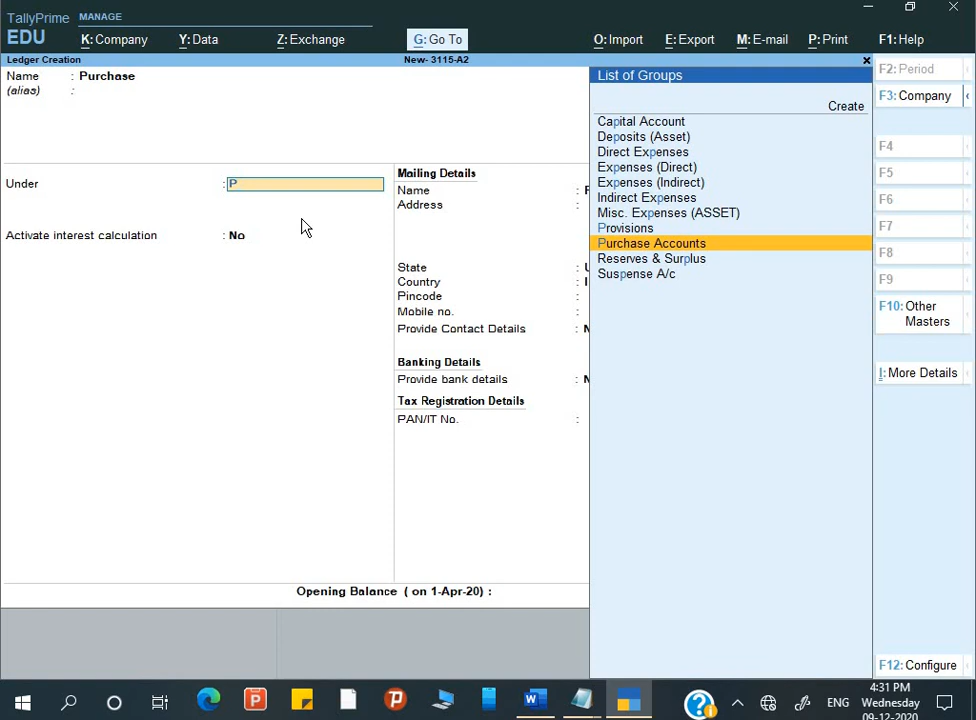 TallyPrime MANAGE
EDU K: Company Y: Data Z: Exchange G: Go To O: Import E: Export M: E-mail P: Print F1: Help
Ledger Creation New- 3115-A2 ×
Name : Purchase
(alias) :
Under : P
Activate interest calculation : No
Mailing Details
Name :
Address :
State :
Country : I
Pincode :
Mobile no. :
Provide Contact Details : N
Banking Details
Provide bank details : N
Tax Registration Details
PAN/IT No. :
Opening Balance ( on 1-Apr-20) :
List of Groups
Create
Capital Account
Deposits (Asset)
Direct Expenses
Expenses (Direct)
Expenses (Indirect)
Indirect Expenses
Misc. Expenses (ASSET)
Provisions
Purchase Accounts
Reserves & Surplus
Suspense A/c
F2: Period
F3: Company
F4
F5
F6
F7
F8
F9
F10: Other
Masters
I: More Details
F12: Configure
ENG
4:31 PM
Wednesday
09-12-2020